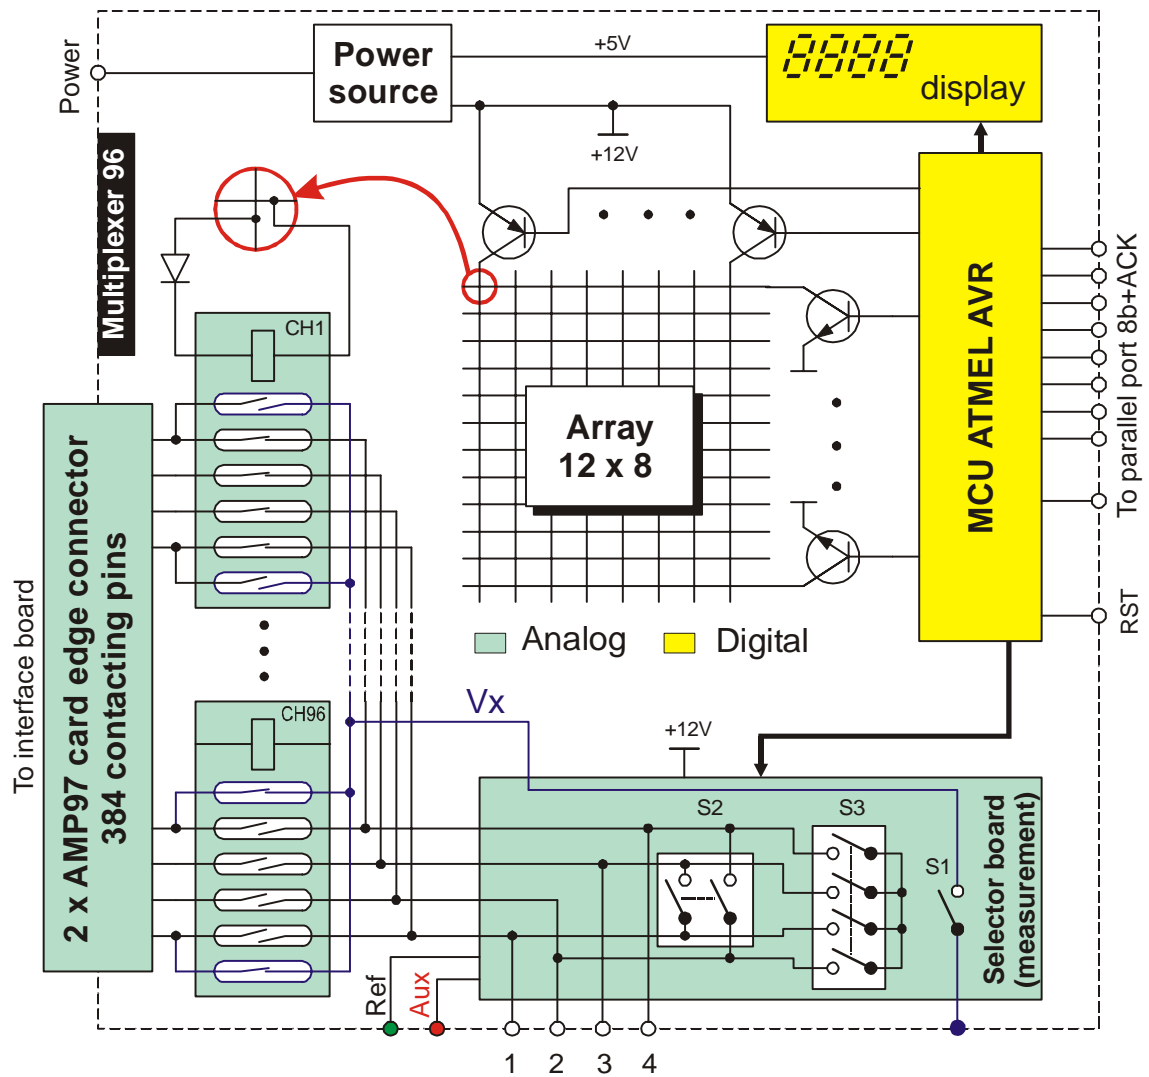 Power
Power
source
+5V
8888
display
+12V
Multiplexer 96
CH1
Array
12 x 8
MCU ATMEL AVR
To parallel port 8b+ACK
RST
To interface board
2 x AMP97 card edge connector
384 contacting pins
Analog
Digital
Vx
CH96
+12V
S2
S3
S1
Selector board
(measurement)
Ref
Aux
1
2
3
4